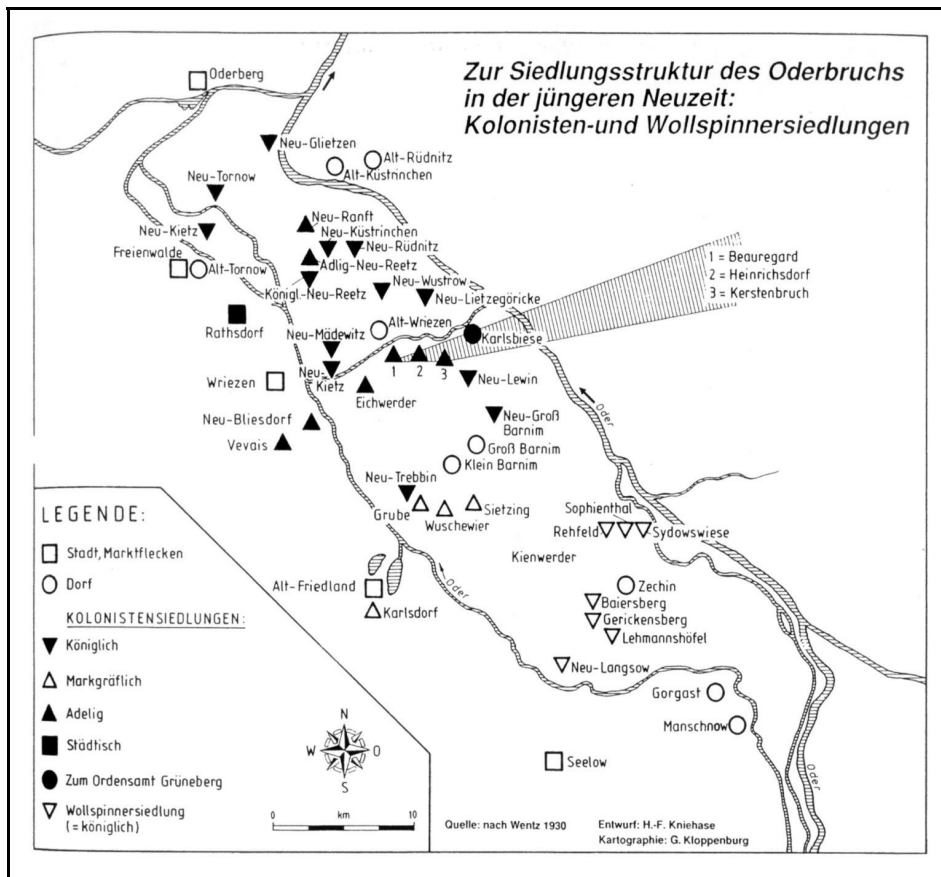 Zur Siedlungsstruktur des Oderbruchs
in der jüngeren Neuzeit:
Kolonisten-und Wollspinnersiedlungen
Oderberg
Neu-Glietzen
Alt-Rüdnitz
Alt-Küstrinchen
Neu-Tornow
Neu-Ranft
Neu-Küstrinchen
Neu-Kietz
Neu-Rüdnitz
Freienwalde
Adlig-Neu-Reetz
Alt-Tornow
1 = Beauregard
2 = Heinrichsdorf
3 = Kerstenbruch
Königl.-Neu-Reetz
Neu-Wustrow
Neu-Lietzegöricke
Rathsdorf
Alt-Wriezen
Neu-Mädewitz
Karlsbiese
1 2 3
Neu-
Kietz
Wriezen
Neu-Lewin
Eichwerder
Oder
Neu-Bliesdorf
Neu-Groß
Barnim
Vevais
Groß Barnim
Klein Barnim
Neu-Trebbin
Sietzing
Grube
Wuschewier
Sophienthal
Rehfeld
Sydowswiese
Kienwerder
Alt-Friedland
Oder
Zechin
Karlsdorf
Baiersberg
Gerickensberg
Lehmannshöfel
Neu-Langsow
Gorgast
Manschnow
Seelow
Oder
LEGENDE:
Stadt, Marktflecken
Dorf
KOLONISTENSIEDLUNGEN:
Königlich
Markgräflich
Adelig
Städtisch
Zum Ordensamt Grüneberg
Wollspinnersiedlung
(= königlich)
N
W O
S
0 km 10
Quelle: nach Wentz 1930
Entwurf: H.-F. Kniehase
Kartographie: G. Kloppenburg